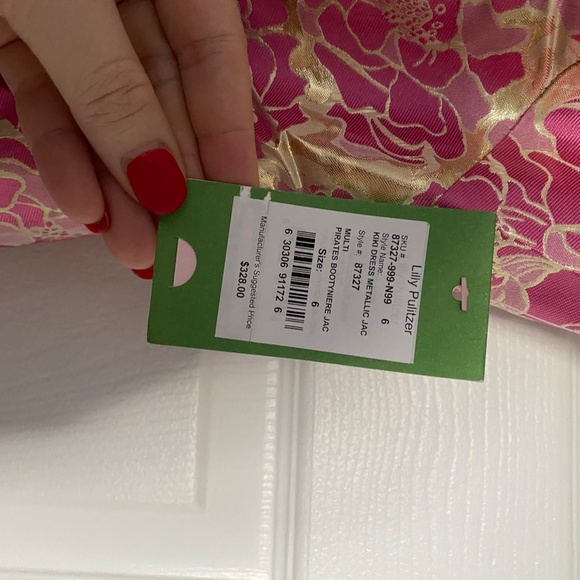 Lilly Pulitzer
SKU #:
87327-999-N99 6
Style Name:
KIKI DRESS METALLIC JAC
Style #: 87327
MULTI
PIRATES BOOTYNIERE JAC
Size: 6
6 30306 91172 6
Manufacturer's Suggested Price
$328.00